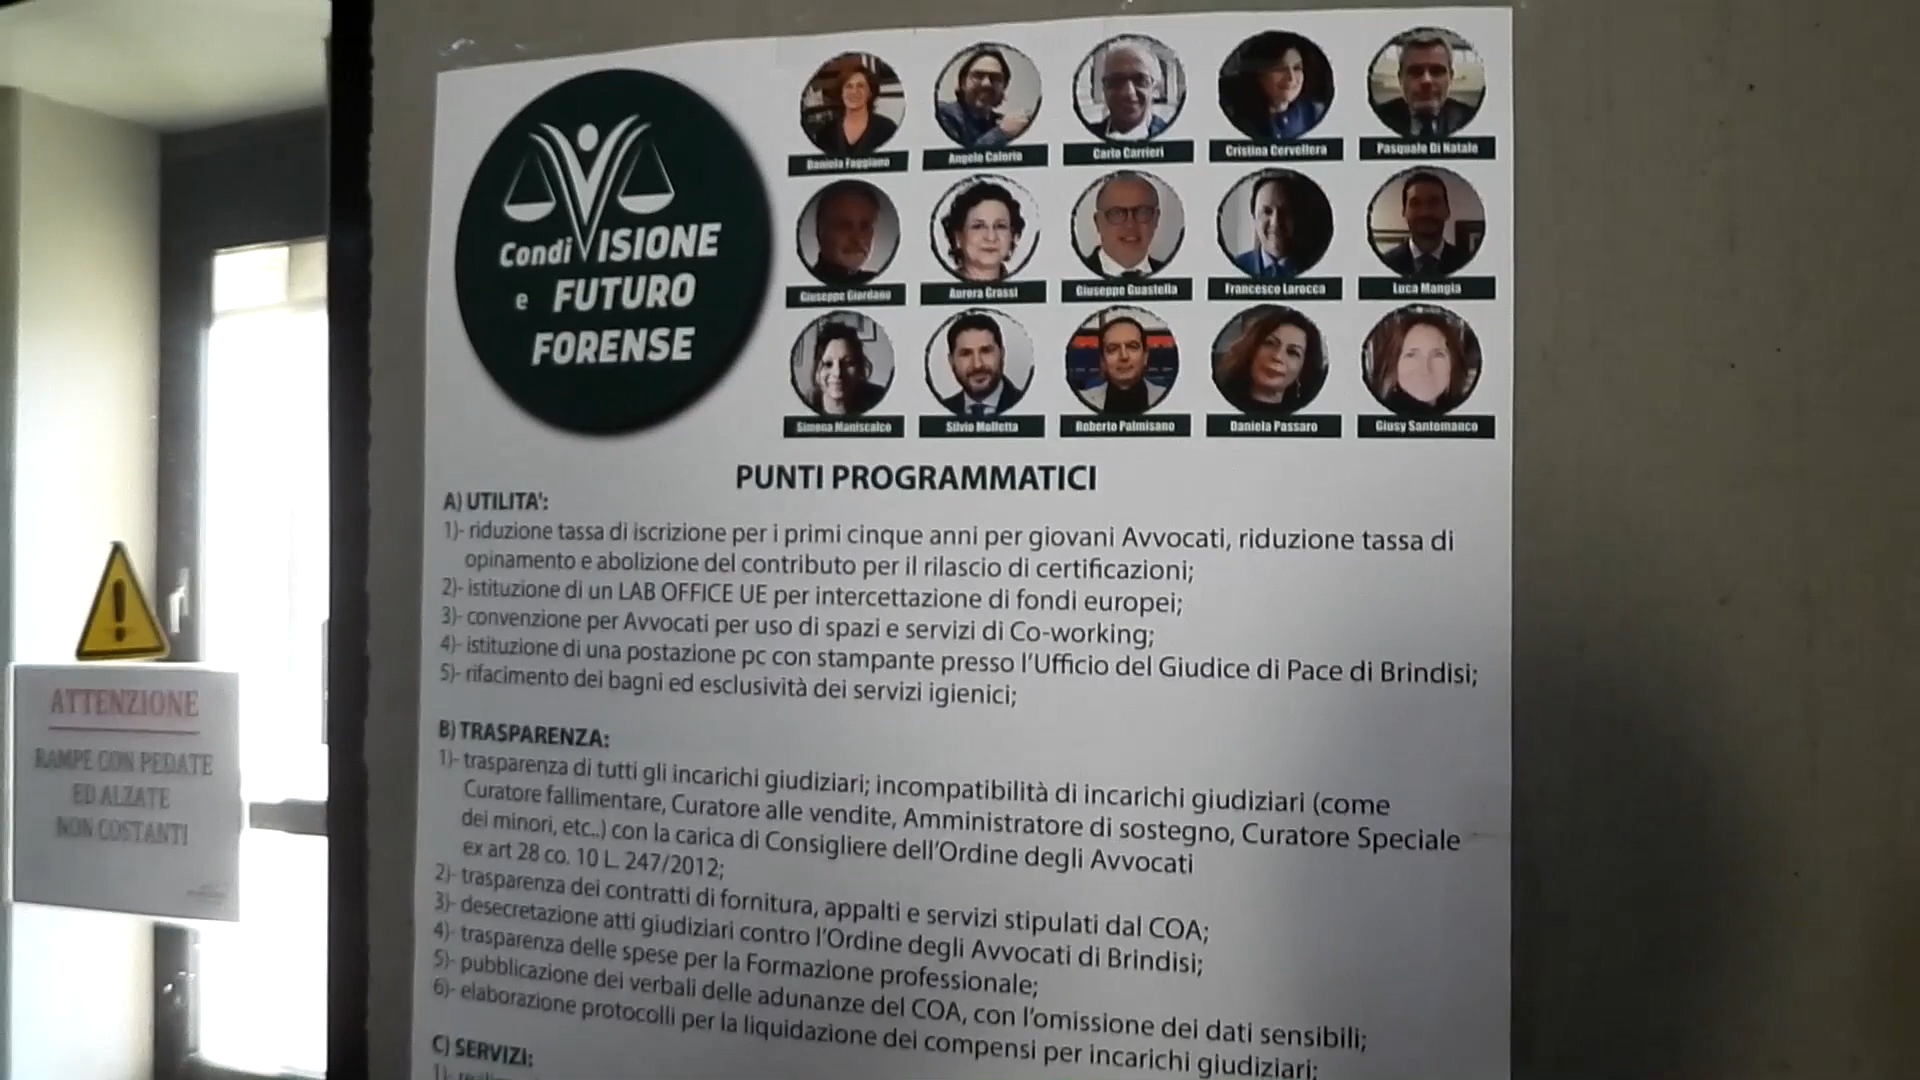 Condi VISIONE
e FUTURO
FORENSE
Daniela Faggiano
Angelo Calorio
Carlo Carrieri
Cristina Cervellera
Pasquale Di Natale
Giuseppe Giordano
Aurora Grassi
Giuseppe Guastella
Francesco Larocca
Luca Mangia
Simona Maniscalco
Silvio Molfetta
Roberto Palmisano
Daniela Passaro
Giusy Santomanco
PUNTI PROGRAMMATICI
A) UTILITA':
1)- riduzione tassa di iscrizione per i primi cinque anni per giovani Avvocati, riduzione tassa di
opinamento e abolizione del contributo per il rilascio di certificazioni;
2)- istituzione di un LAB OFFICE UE per intercettazione di fondi europei;
3)- convenzione per Avvocati per uso di spazi e servizi di Co-working;
4)- istituzione di una postazione pc con stampante presso l'Ufficio del Giudice di Pace di Brindisi;
5)- rifacimento dei bagni ed esclusività dei servizi igienici;
B) TRASPARENZA:
1)- trasparenza di tutti gli incarichi giudiziari; incompatibilità di incarichi giudiziari (come
Curatore fallimentare, Curatore alle vendite, Amministratore di sostegno, Curatore Speciale
dei minori, etc..) con la carica di Consigliere dell'Ordine degli Avvocati
ex art 28 co. 10 L. 247/2012;
2)- trasparenza dei contratti di fornitura, appalti e servizi stipulati dal COA;
3)- desecretazione atti giudiziari contro l'Ordine degli Avvocati di Brindisi;
4)- trasparenza delle spese per la Formazione professionale;
5)- pubblicazione dei verbali delle adunanze del COA, con l'omissione dei dati sensibili;
6)- elaborazione protocolli per la liquidazione dei compensi per incarichi giudiziari;
C) SERVIZI:
ATTENZIONE
RAMPE CON PEDATE
ED ALZATE
NON COSTANTI